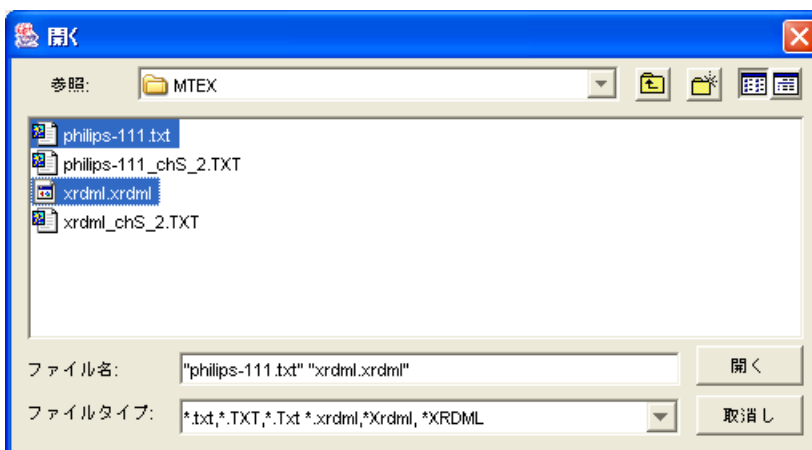 開く
参照: MTEX
philips-111.txt
philips-111_chS_2.TXT
xrdml.xrdml
xrdml_chS_2.TXT
ファイル名: "philips-111.txt" "xrdml.xrdml" 開く
ファイルタイプ: *.txt,*.TXT,*.Txt *.xrdml,*Xrdml, *XRDML 取消し